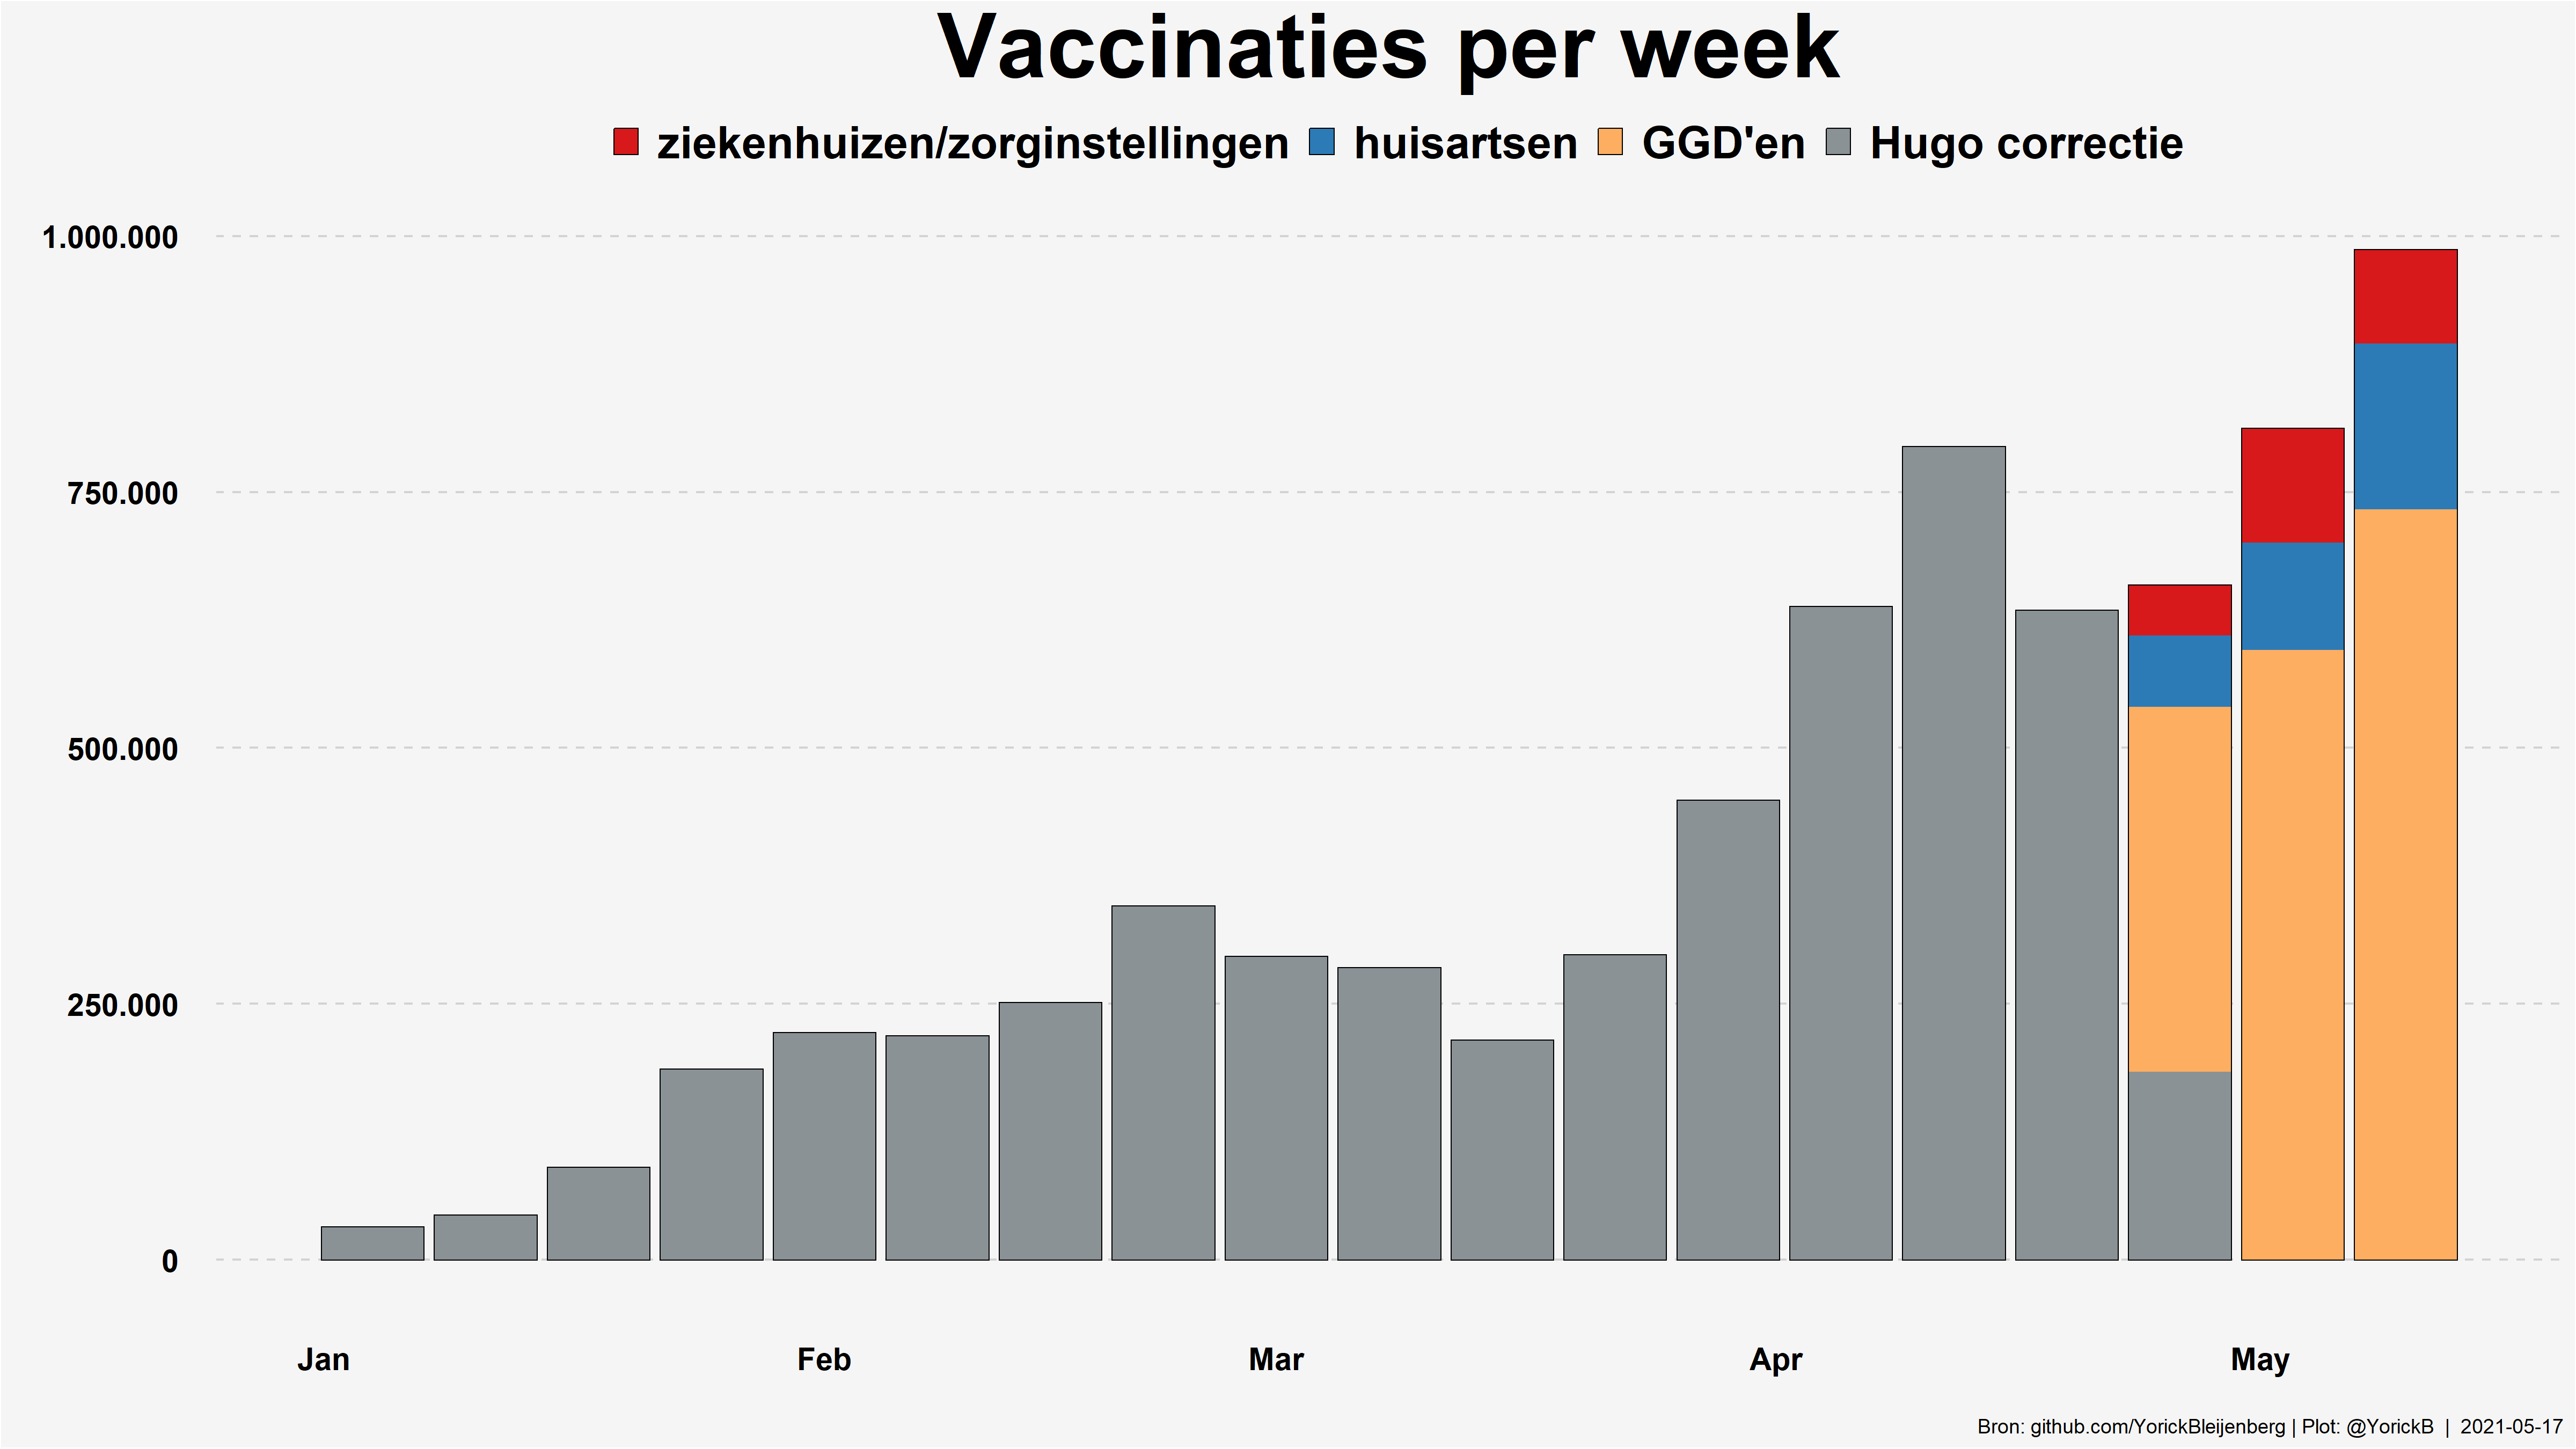 Vaccinaties per week
ziekenhuizen/zorginstellingen huisartsen GGD'en Hugo correctie
1.000.000
750.000
500.000
250.000
0
Jan Feb Mar Apr May
Bron: github.com/YorickBleijenberg | Plot: @YorickB | 2021-05-17